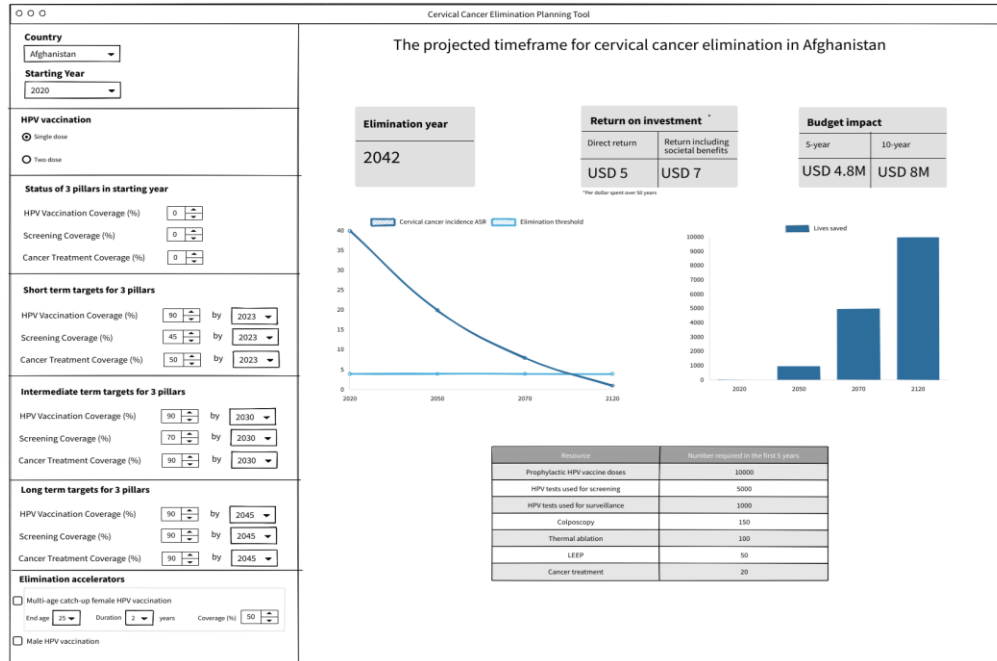 Cervical Cancer Elimination Planning Tool
Country
Afghanistan
Starting Year
2020
HPV vaccination
Single dose
Two dose
Status of 3 pillars in starting year
HPV Vaccination Coverage (%) 0
Screening Coverage (%) 0
Cancer Treatment Coverage (%) 0
Short term targets for 3 pillars
HPV Vaccination Coverage (%) 90 by 2023
Screening Coverage (%) 45 by 2023
Cancer Treatment Coverage (%) 50 by 2023
Intermediate term targets for 3 pillars
HPV Vaccination Coverage (%) 90 by 2030
Screening Coverage (%) 70 by 2030
Cancer Treatment Coverage (%) 90 by 2030
Long term targets for 3 pillars
HPV Vaccination Coverage (%) 90 by 2045
Screening Coverage (%) 90 by 2045
Cancer Treatment Coverage (%) 90 by 2045
Elimination accelerators
Multi-age catch-up female HPV vaccination
End age 25 Duration 2 years Coverage (%) 50
Male HPV vaccination
The projected timeframe for cervical cancer elimination in Afghanistan
Elimination year
2042
Return on investment *
Direct return
Return including
societal benefits
USD 5 USD 7
*Per dollar spent over 50 years
Budget impact
5-year 10-year
USD 4.8M USD 8M
Cervical cancer incidence ASR Elimination threshold
40
35
30
25
20
15
10
5
0
2020 2050 2070 2120
Lives saved
10000
9000
8000
7000
6000
5000
4000
3000
2000
1000
0
2020 2050 2070 2120
Resource Number required in the first 5 years
Prophylactic HPV vaccine doses 10000
HPV tests used for screening 5000
HPV tests used for surveillance 1000
Colposcopy 150
Thermal ablation 100
LEEP 50
Cancer treatment 20